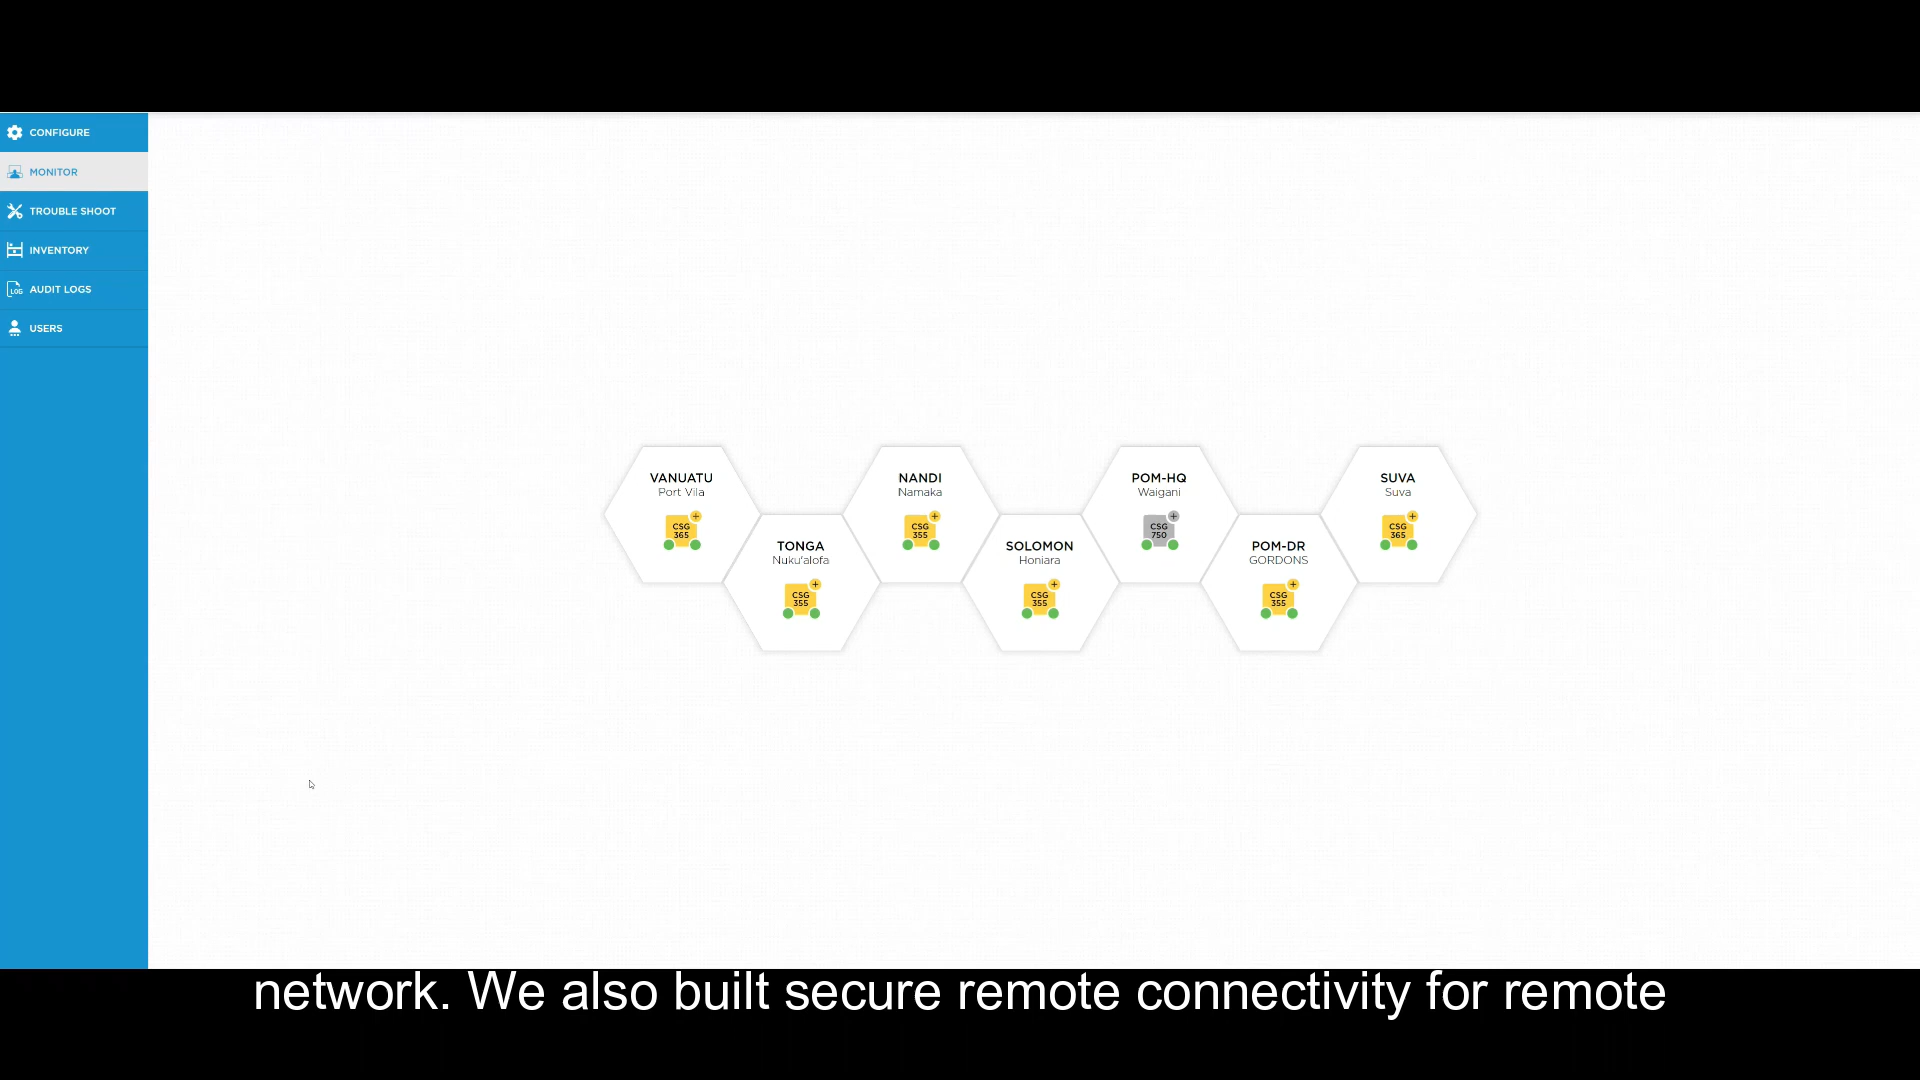 CONFIGURE
MONITOR
TROUBLE SHOOT
INVENTORY
LOG AUDIT LOGS
USERS
VANUATU
Port Vila
CSG
365
TONGA
Nuku'alofa
CSG
355
NANDI
Namaka
CSG
355
SOLOMON
Honiara
CSG
355
POM-HQ
Waigani
CSG
750
POM-DR
GORDONS
CSG
355
SUVA
Suva
CSG
365
network. We also built secure remote connectivity for remote